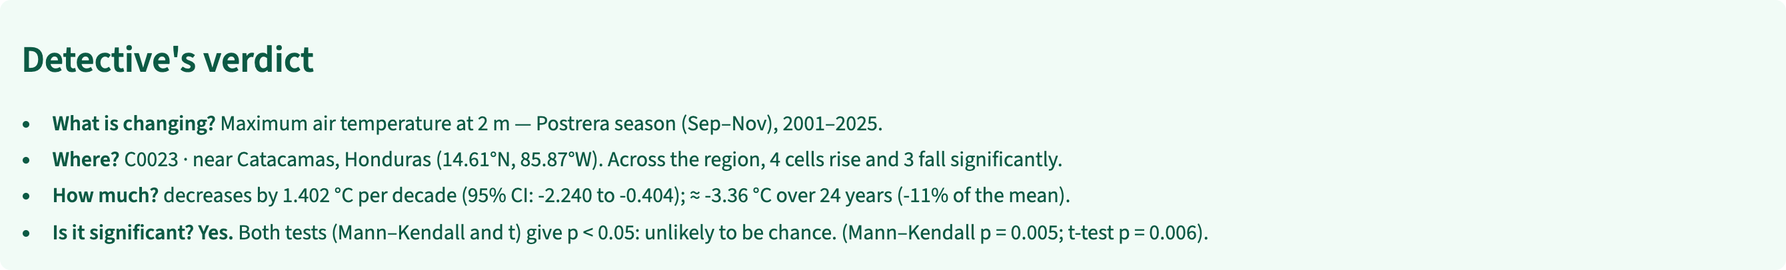 Detective's verdict
• What is changing? Maximum air temperature at 2 m — Postrera season (Sep–Nov), 2001–2025.
• Where? C0023 · near Catacamas, Honduras (14.61°N, 85.87°W). Across the region, 4 cells rise and 3 fall significantly.
• How much? decreases by 1.402 °C per decade (95% CI: -2.240 to -0.404); ≈ -3.36 °C over 24 years (-11% of the mean).
• Is it significant? Yes. Both tests (Mann–Kendall and t) give p < 0.05: unlikely to be chance. (Mann–Kendall p = 0.005; t-test p = 0.006).